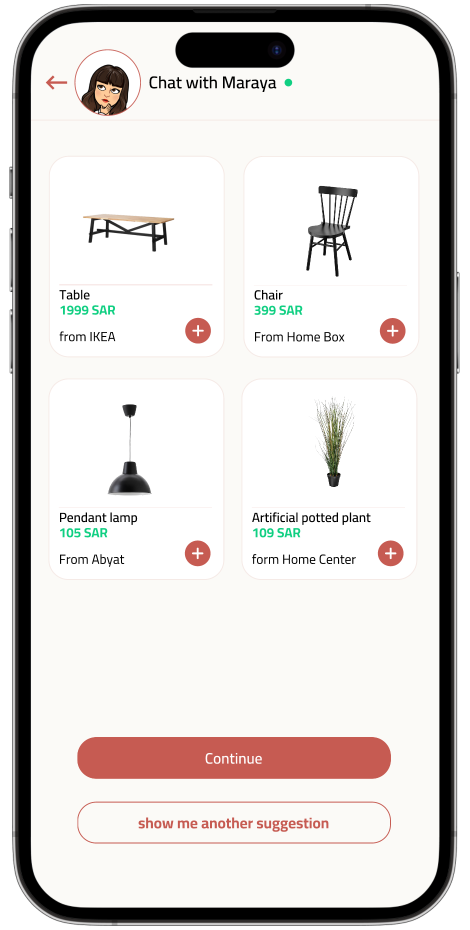 Chat with Maraya
Table
1999 SAR
from IKEA
Chair
399 SAR
From Home Box
Pendant lamp
105 SAR
From Abyat
Artificial potted plant
109 SAR
form Home Center
Continue
show me another suggestion